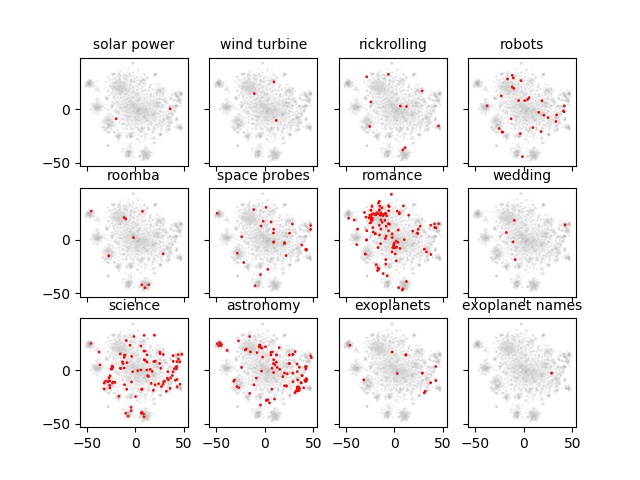 solar power wind turbine rickrolling robots
0
−50
roomba space probes romance wedding
0
−50
science astronomy exoplanets exoplanet names
0
−50
−50 0 50 −50 0 50 −50 0 50 −50 0 50